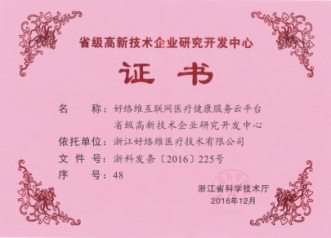 省级高新技术企业研究开发中心
证书
名称:好络维互联网医疗健康服务云平台
省级高新技术企业研究开发中心
依托单位:浙江好络维医疗技术有限公司
文件号:浙科发条〔2016〕225号
序号:48
浙江省科学技术厅
2016年12月